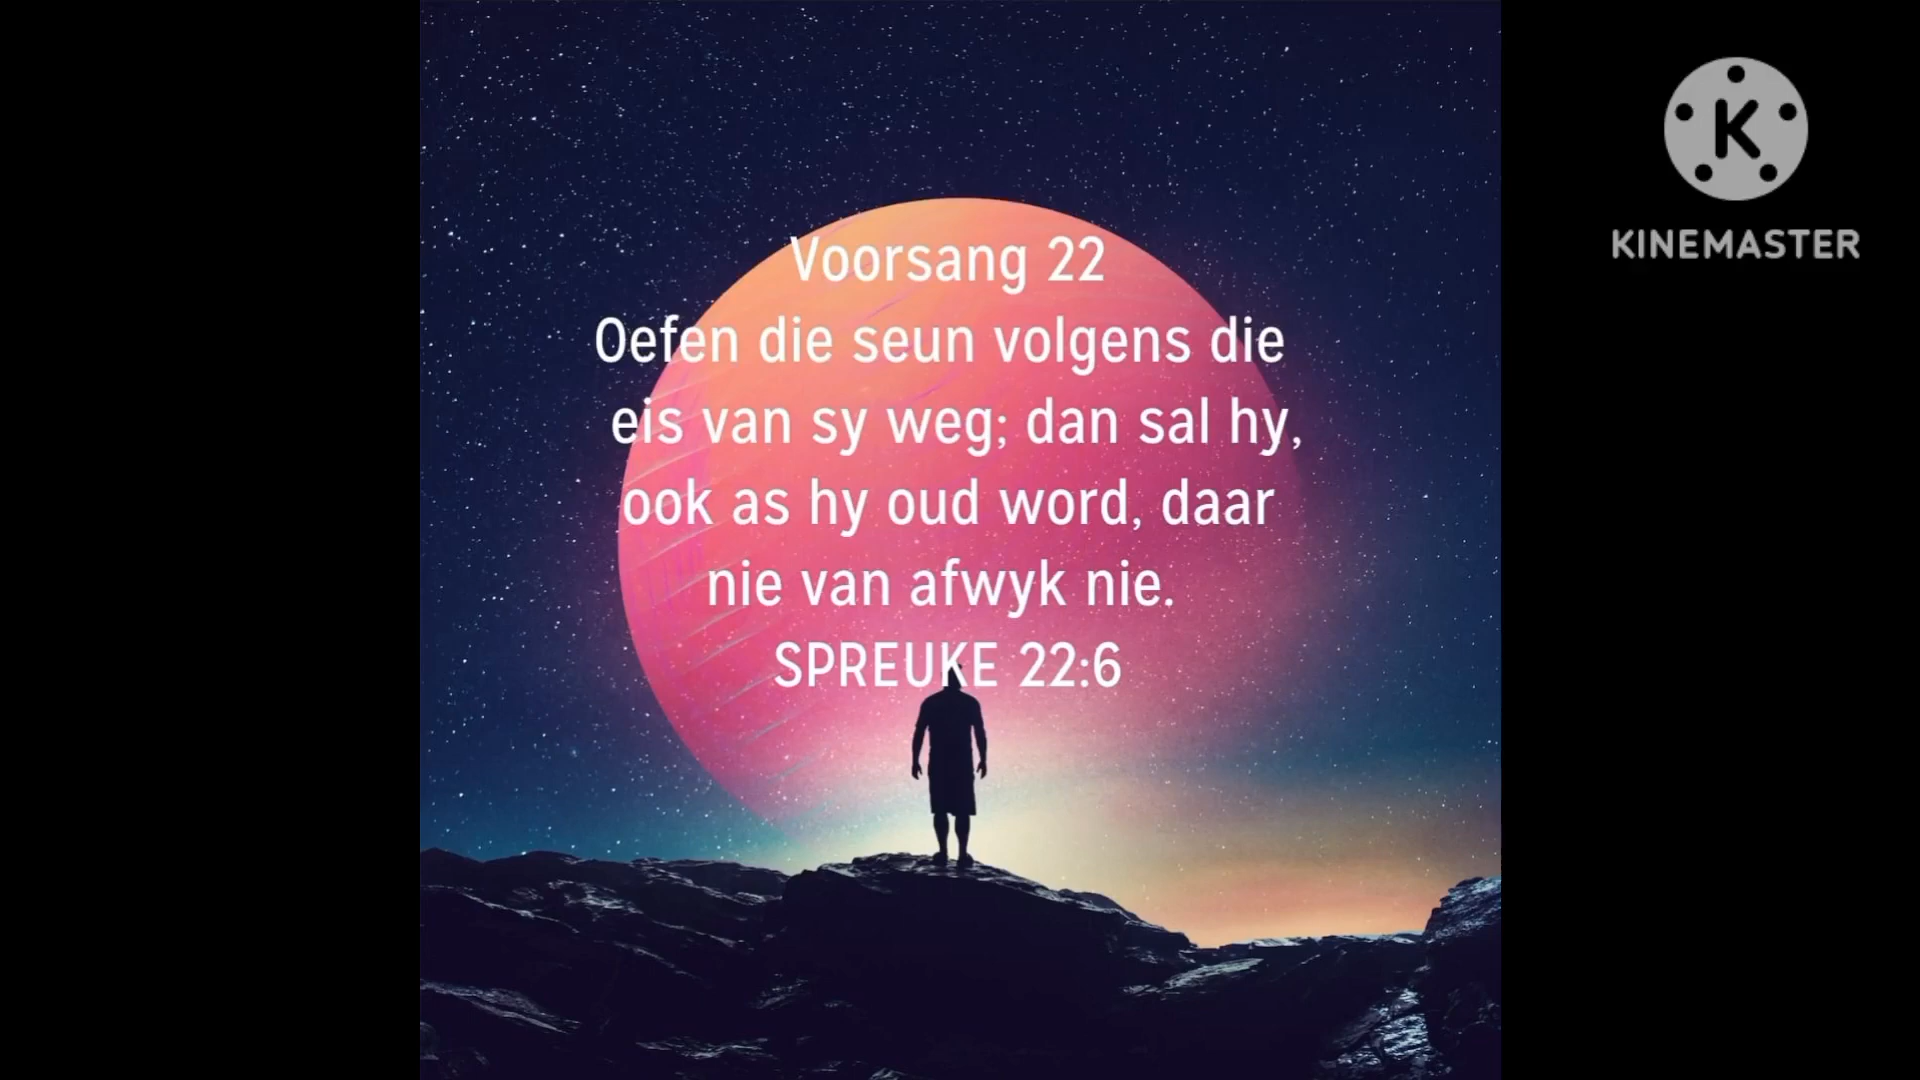 Voorsang 22
Oefen die seun volgens die
eis van sy weg; dan sal hy,
ook as hy oud word, daar
nie van afwyk nie.
SPREUKE 22:6
K
KINEMASTER